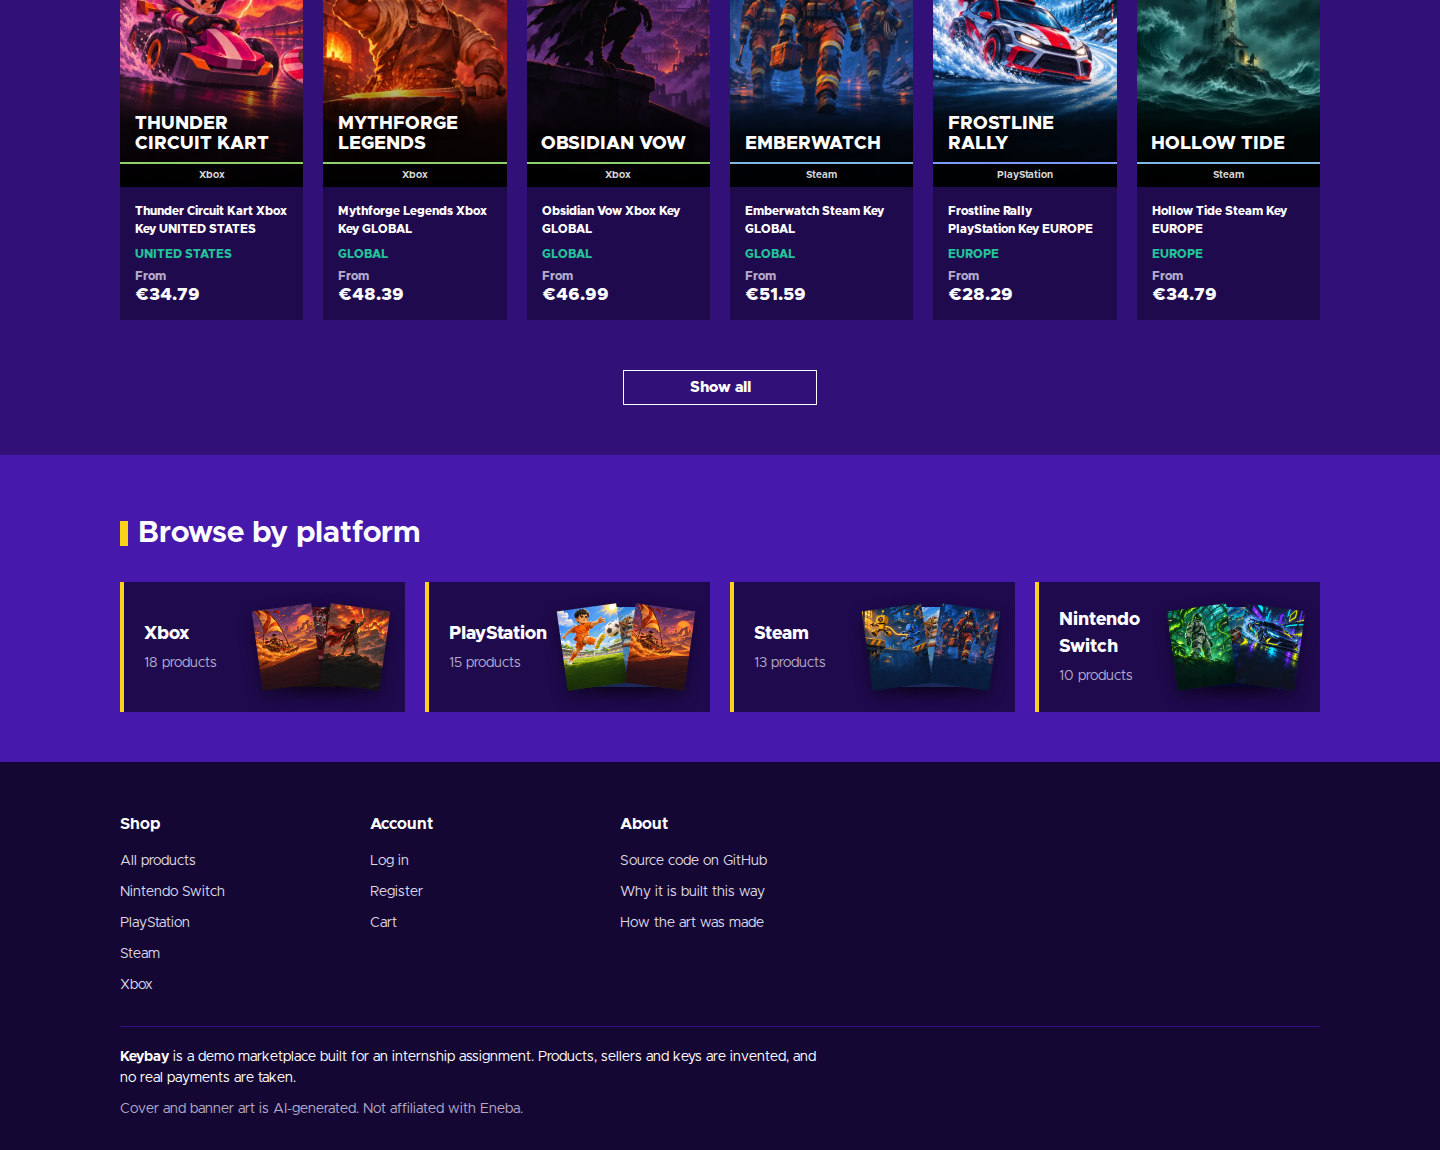 THUNDER
CIRCUIT KART
MYTHFORGE
LEGENDS
OBSIDIAN VOW
EMBERWATCH
FROSTLINE
RALLY
HOLLOW TIDE
Xbox
Xbox
Xbox
Steam
PlayStation
Steam
Thunder Circuit Kart Xbox
Key UNITED STATES
UNITED STATES
From
€34.79
Mythforge Legends Xbox
Key GLOBAL
GLOBAL
From
€48.39
Obsidian Vow Xbox Key
GLOBAL
GLOBAL
From
€46.99
Emberwatch Steam Key
GLOBAL
GLOBAL
From
€51.59
Frostline Rally
PlayStation Key EUROPE
EUROPE
From
€28.29
Hollow Tide Steam Key
EUROPE
EUROPE
From
€34.79
Show all
Browse by platform
Xbox
18 products
PlayStation
15 products
Steam
13 products
Nintendo
Switch
10 products
Shop
All products
Nintendo Switch
PlayStation
Steam
Xbox
Account
Log in
Register
Cart
About
Source code on GitHub
Why it is built this way
How the art was made
Keybay is a demo marketplace built for an internship assignment. Products, sellers and keys are invented, and
no real payments are taken.
Cover and banner art is AI-generated. Not affiliated with Eneba.